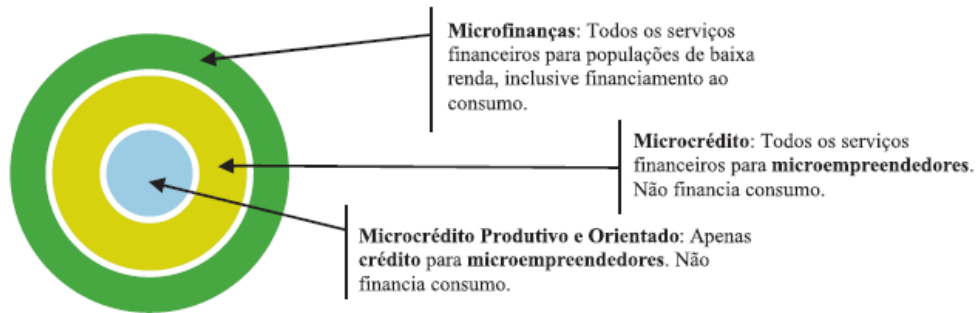 Microfinanças: Todos os serviços
financeiros para populações de baixa
renda, inclusive financiamento ao
consumo.
Microcrédito: Todos os serviços
financeiros para microempreendedores.
Não financia consumo.
Microcrédito Produtivo e Orientado: Apenas
crédito para microempreendedores. Não
financia consumo.